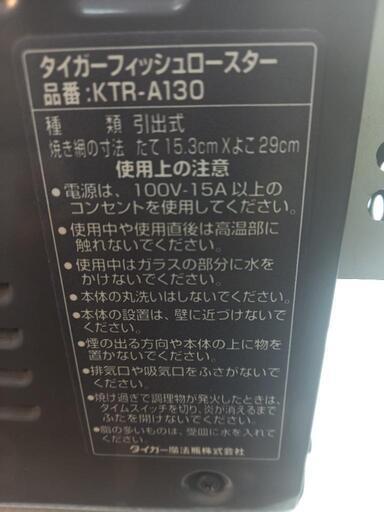 タイガーフィッシュロースター
品番:KTR-A130
種　類 引出式
焼き網の寸法 たて15.3cm×よこ29cm
使用上の注意
●電源は、100V-15A以上の
コンセントを使用してください。
●使用中や使用直後は高温部に
触れないでください。
●使用中はガラスの部分に水を
かけないでください。
●本体の丸洗いはしないでください。
●本体の設置は、壁に近づけないで
ください。
●煙の出る方向や本体の上に物を
置かないでください。
●排気口や吸気口をふさがないで
ください。
●焼け過ぎで調理物が発火したときは、
タイムスイッチを切り、炎が消えるまで
ふたを開けないでください。
●脂の多いものは、受皿に水を入れて
ください。
タイガー魔法瓶株式会社